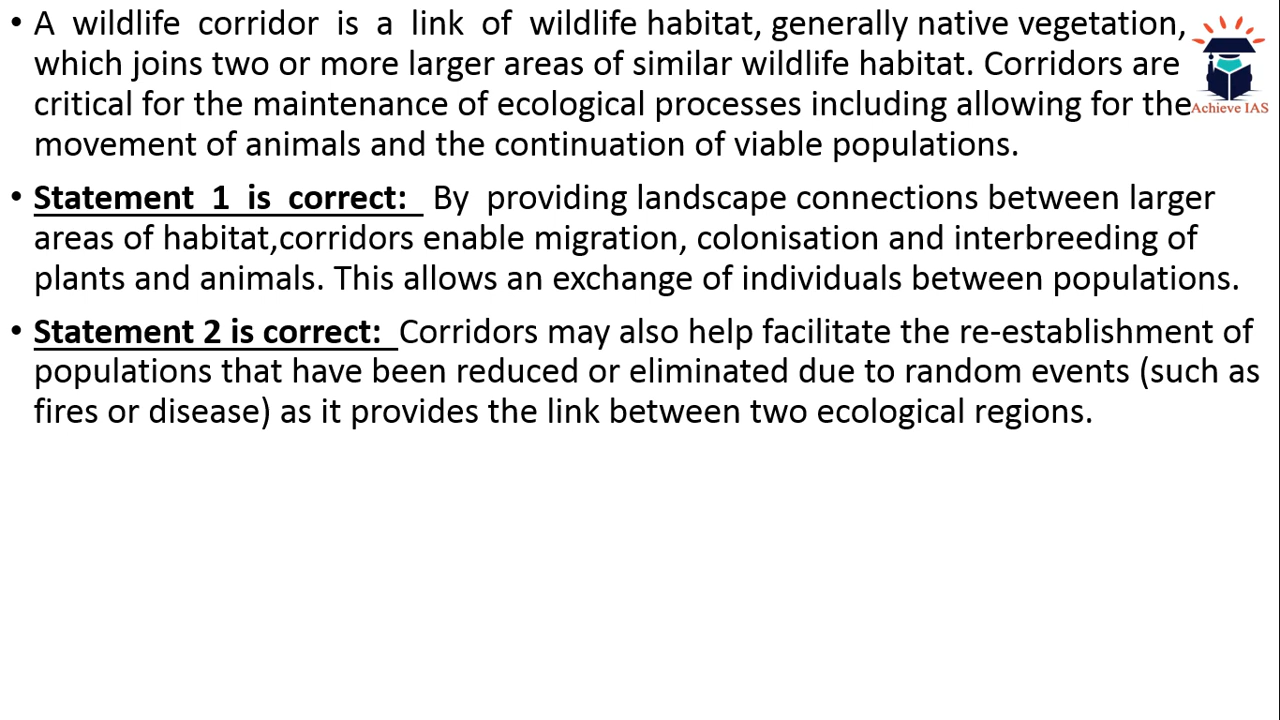 • A wildlife corridor is a link of wildlife habitat, generally native vegetation,
which joins two or more larger areas of similar wildlife habitat. Corridors are
critical for the maintenance of ecological processes including allowing for the
movement of animals and the continuation of viable populations.
Achieve IAS
• Statement 1 is correct: By providing landscape connections between larger
areas of habitat,corridors enable migration, colonisation and interbreeding of
plants and animals. This allows an exchange of individuals between populations.
• Statement 2 is correct: Corridors may also help facilitate the re-establishment of
populations that have been reduced or eliminated due to random events (such as
fires or disease) as it provides the link between two ecological regions.